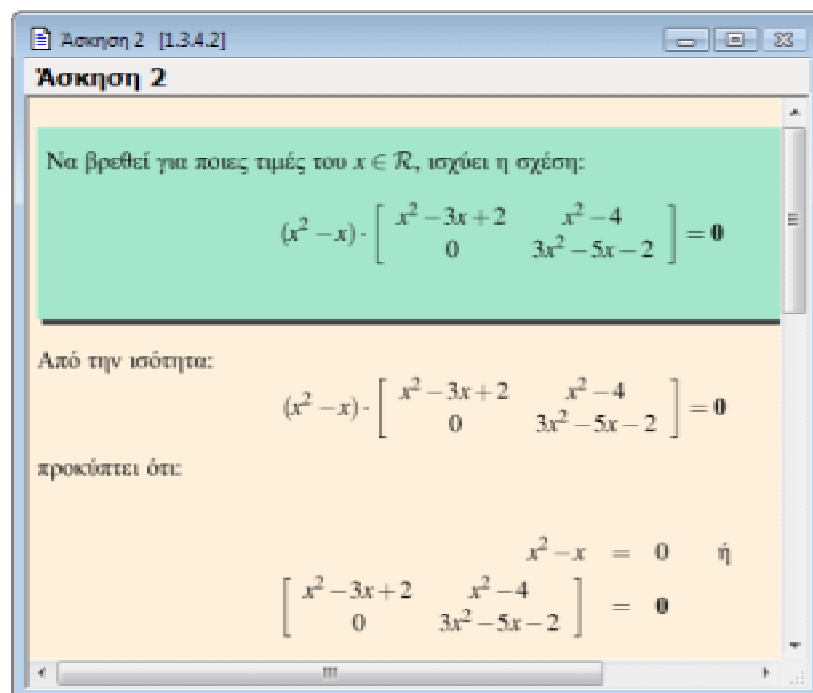 Άσκηση 2 [1.3.4.2]
Άσκηση 2
Να βρεθεί για ποιες τιμές του x ∈ ℛ, ισχύει η σχέση:
(x² − x) · [ x² − 3x + 2   x² − 4
0   3x² − 5x − 2 ] = 0
Από την ισότητα:
(x² − x) · [ x² − 3x + 2   x² − 4
0   3x² − 5x − 2 ] = 0
προκύπτει ότι:
x² − x = 0 ή
[ x² − 3x + 2   x² − 4
0   3x² − 5x − 2 ] = 0